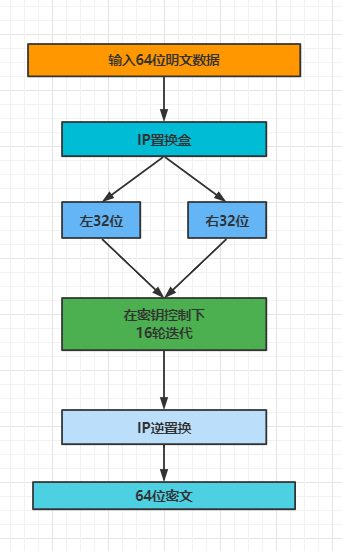 输入64位明文数据
IP置换盒
左32位
右32位
在密钥控制下
16轮迭代
IP逆置换
64位密文